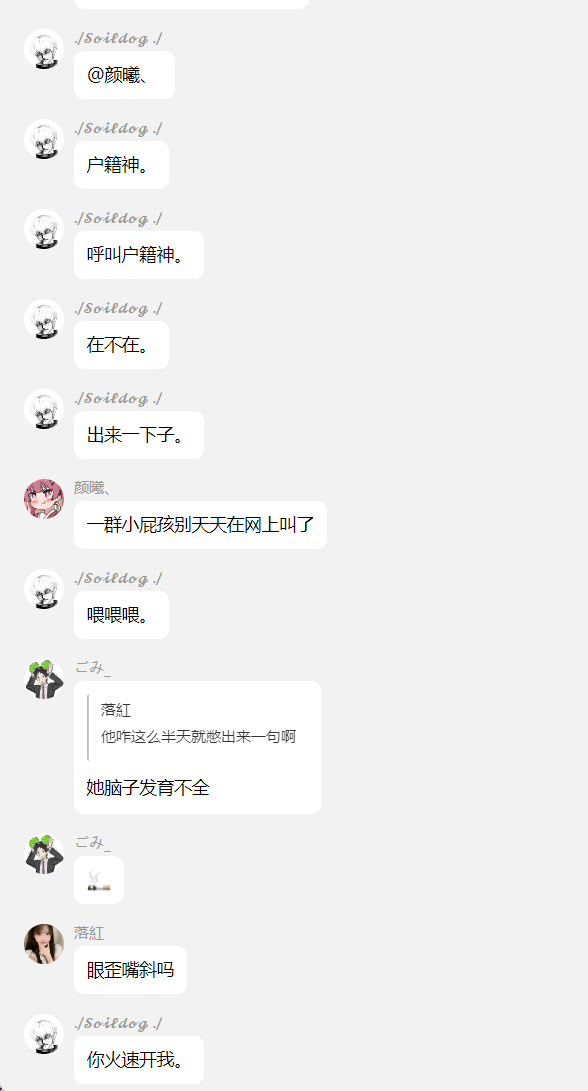 ./𝓢𝓸𝓲𝓵𝓭𝓸𝓰 ./
@颜曦、
./𝓢𝓸𝓲𝓵𝓭𝓸𝓰 ./
户籍神。
./𝓢𝓸𝓲𝓵𝓭𝓸𝓰 ./
呼叫户籍神。
./𝓢𝓸𝓲𝓵𝓭𝓸𝓰 ./
在不在。
./𝓢𝓸𝓲𝓵𝓭𝓸𝓰 ./
出来一下子。
颜曦、
一群小屁孩别天天在网上叫了
./𝓢𝓸𝓲𝓵𝓭𝓸𝓰 ./
喂喂喂。
ごみ_
落紅
他咋这么半天就憋出来一句啊
她脑子发育不全
ごみ_
🚬
落紅
眼歪嘴斜吗
./𝓢𝓸𝓲𝓵𝓭𝓸𝓰 ./
你火速开我。